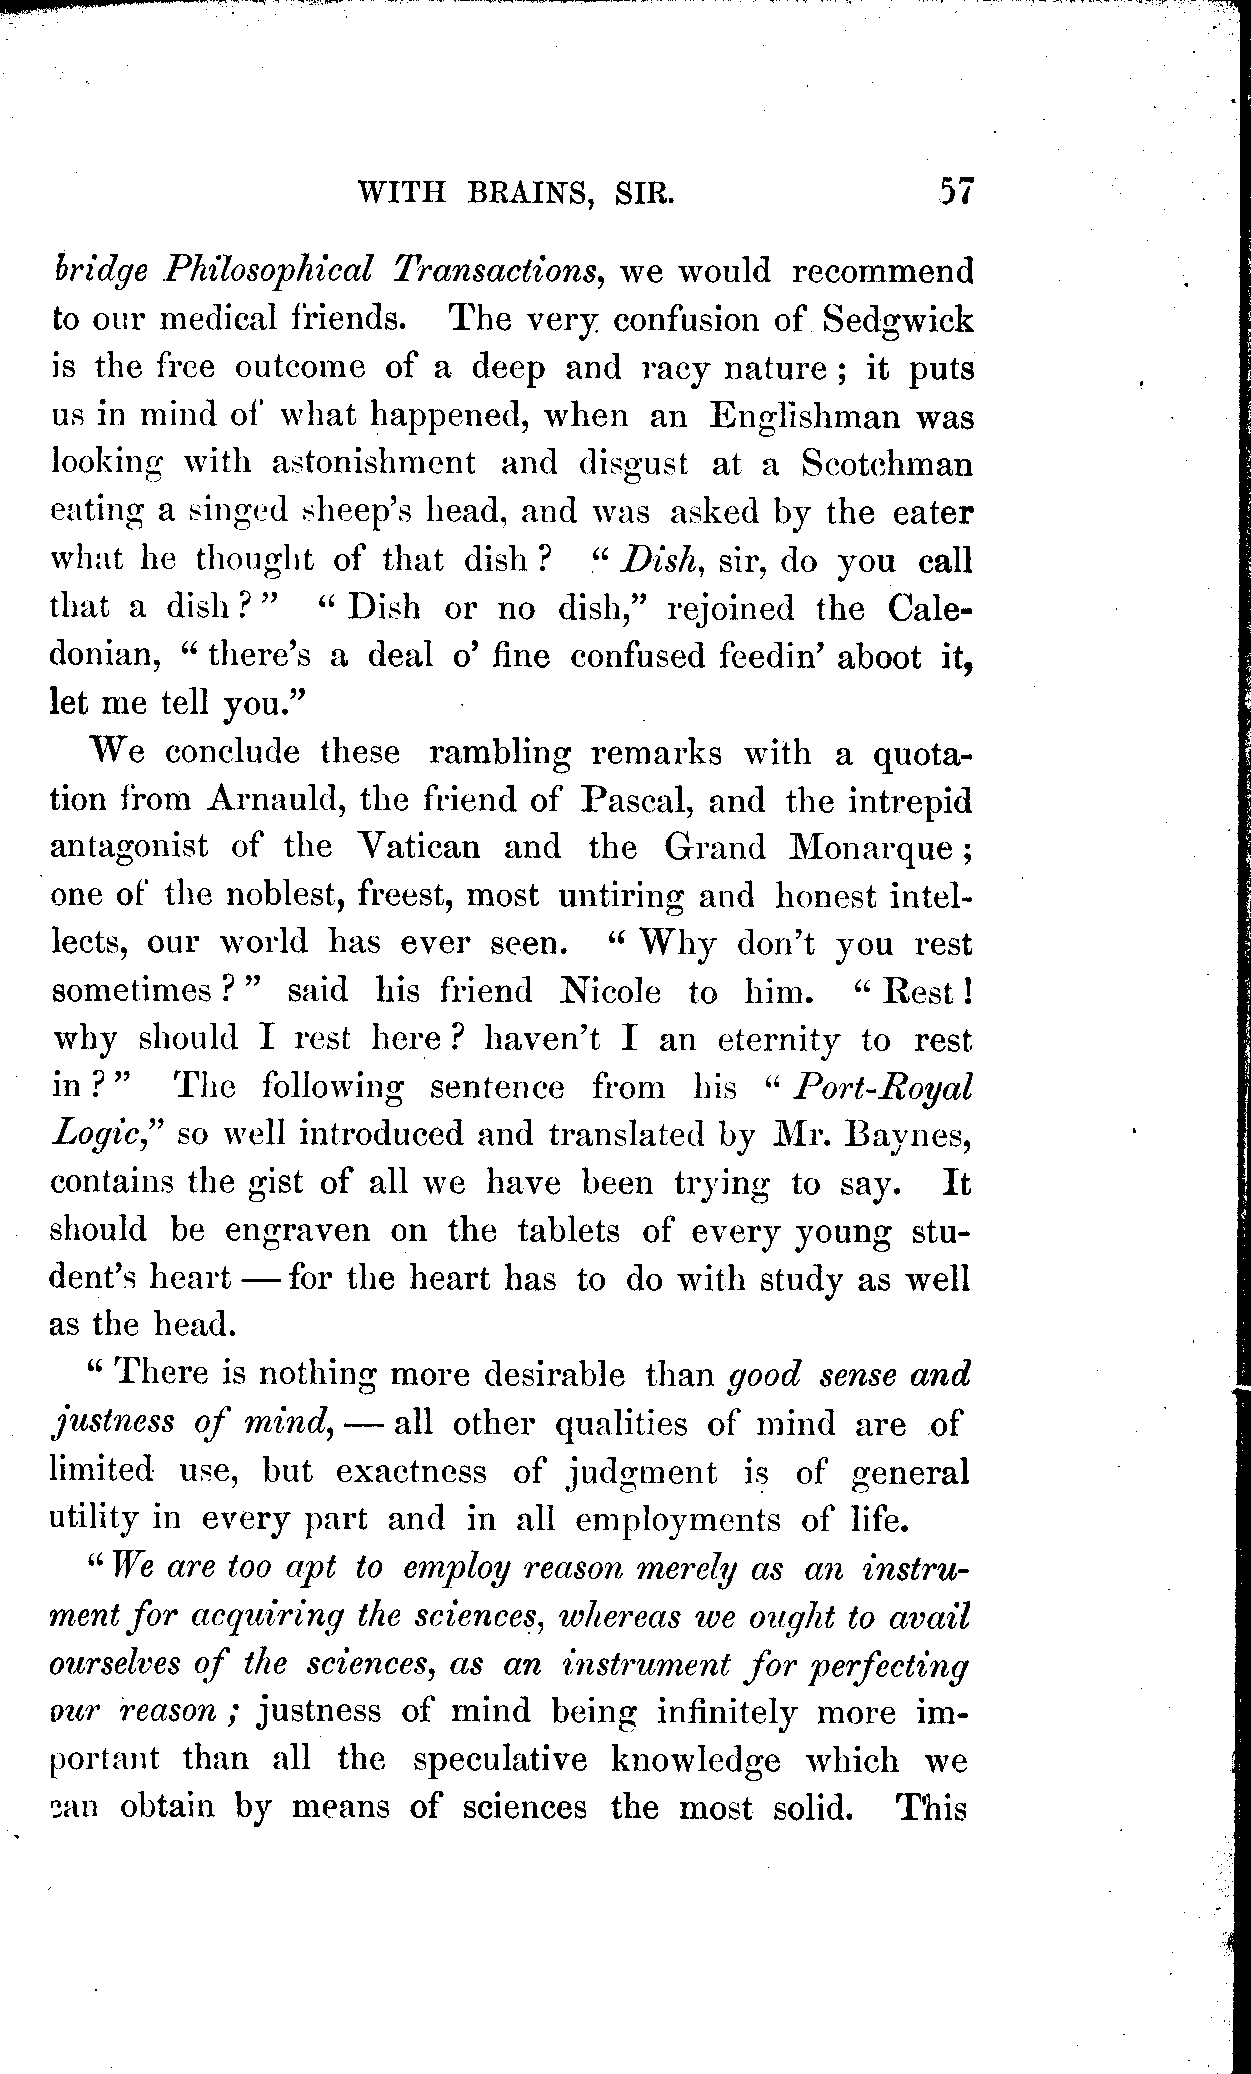 WITH BRAINS, SIR. 57
bridge Philosophical Transactions, we would recommend
to our medical friends. The very confusion of Sedgwick
is the free outcome of a deep and racy nature ; it puts
us in mind of what happened, when an Englishman was
looking with astonishment and disgust at a Scotchman
eating a singed sheep's head, and was asked by the eater
what he thought of that dish ? “ Dish, sir, do you call
that a dish ? ” “ Dish or no dish,” rejoined the Cale-
donian, “ there's a deal o' fine confused feedin' aboot it,
let me tell you.”
We conclude these rambling remarks with a quota-
tion from Arnauld, the friend of Pascal, and the intrepid
antagonist of the Vatican and the Grand Monarque ;
one of the noblest, freest, most untiring and honest intel-
lects, our world has ever seen. “ Why don't you rest
sometimes ? ” said his friend Nicole to him. “ Rest !
why should I rest here ? haven't I an eternity to rest
in ? ” The following sentence from his “ Port-Royal
Logic,” so well introduced and translated by Mr. Baynes,
contains the gist of all we have been trying to say. It
should be engraven on the tablets of every young stu-
dent's heart — for the heart has to do with study as well
as the head.
“ There is nothing more desirable than good sense and
justness of mind, — all other qualities of mind are of
limited use, but exactness of judgment is of general
utility in every part and in all employments of life.
“ We are too apt to employ reason merely as an instru-
ment for acquiring the sciences, whereas we ought to avail
ourselves of the sciences, as an instrument for perfecting
our reason ; justness of mind being infinitely more im-
portant than all the speculative knowledge which we
can obtain by means of sciences the most solid. This